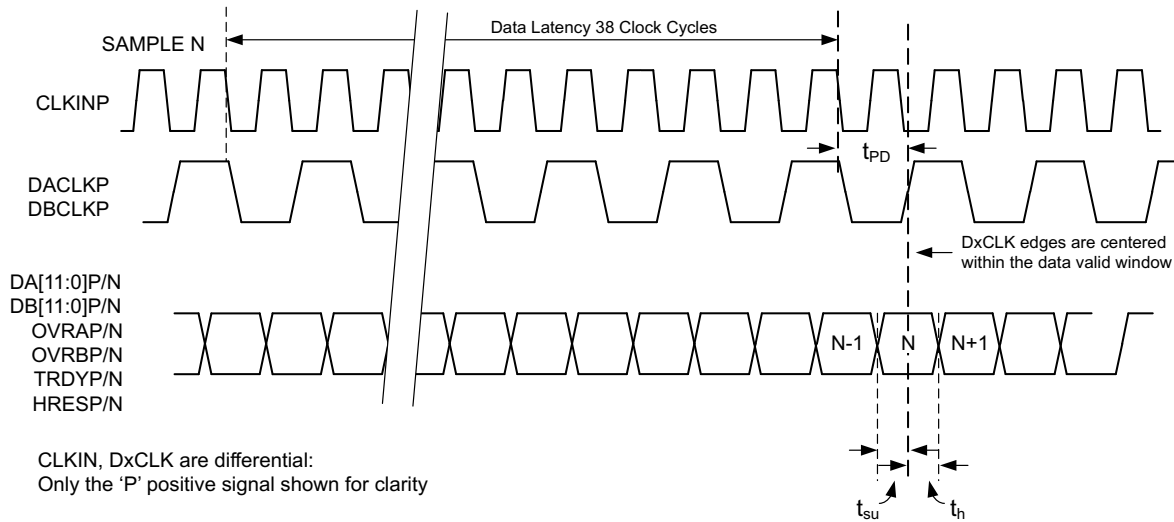 Data Latency 38 Clock Cycles
SAMPLE N
CLKINP
tPD
DACLKP
DBCLKP
DxCLK edges are centered
within the data valid window
DA[11:0]P/N
DB[11:0]P/N
OVRAP/N
OVRBP/N
TRDYP/N
HRESP/N
N-1
N
N+1
CLKIN, DxCLK are differential:
Only the ‘P’ positive signal shown for clarity
tsu
th